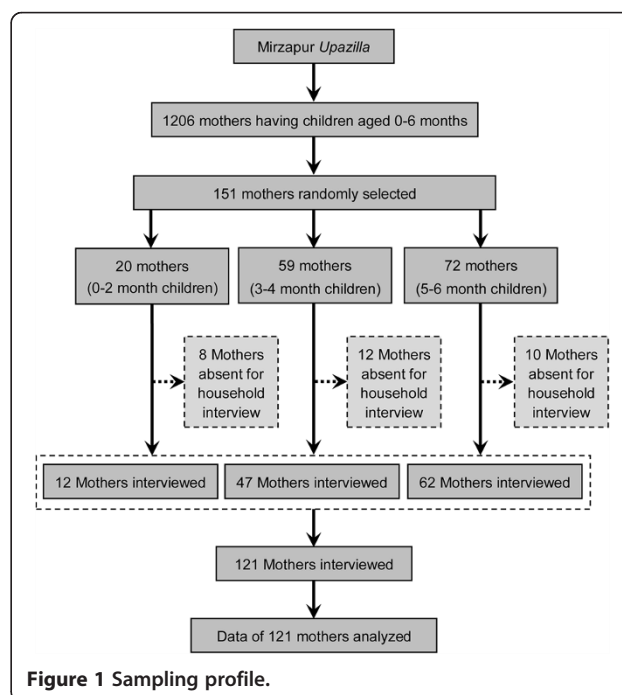 Mirzapur Upazilla
1206 mothers having children aged 0-6 months
151 mothers randomly selected
20 mothers
(0-2 month children)
59 mothers
(3-4 month children)
72 mothers
(5-6 month children)
8 Mothers
absent for
household
interview
12 Mothers
absent for
household
interview
10 Mothers
absent for
household
interview
12 Mothers interviewed
47 Mothers interviewed
62 Mothers interviewed
121 Mothers interviewed
Data of 121 mothers analyzed
Figure 1 Sampling profile.